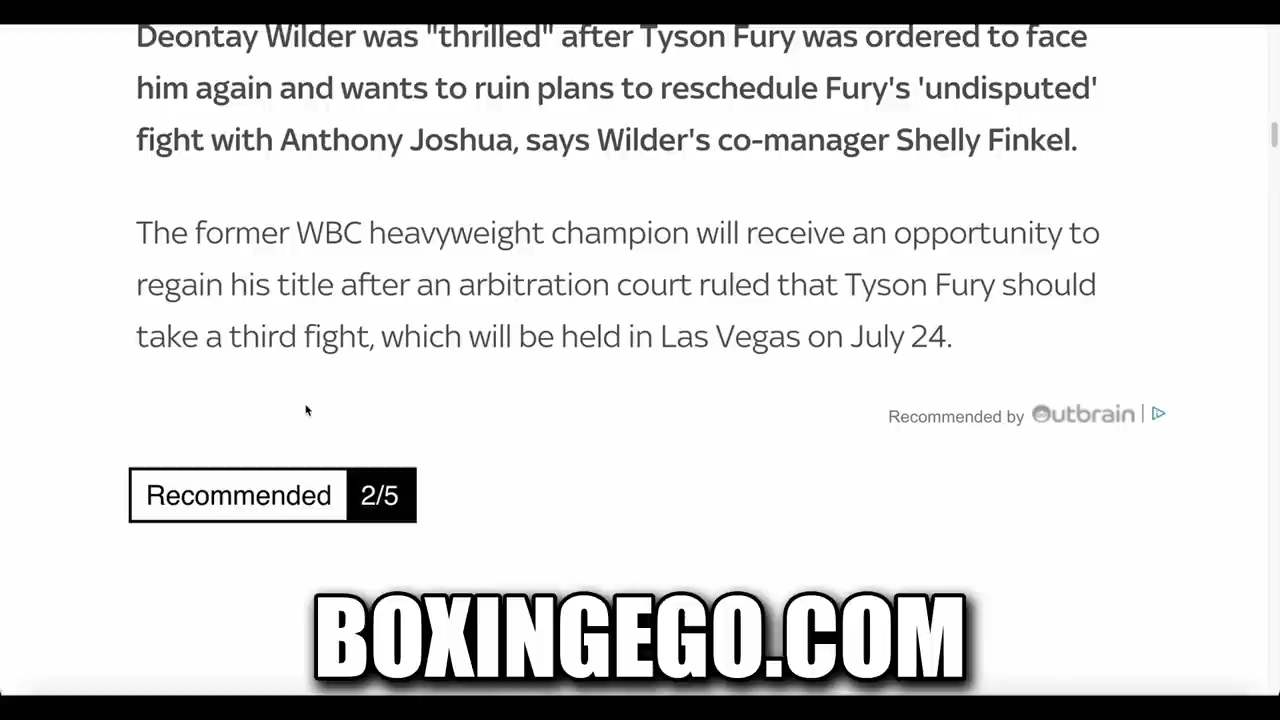 Deontay Wilder was "thrilled" after Tyson Fury was ordered to face
him again and wants to ruin plans to reschedule Fury's 'undisputed'
fight with Anthony Joshua, says Wilder's co-manager Shelly Finkel.
The former WBC heavyweight champion will receive an opportunity to
regain his title after an arbitration court ruled that Tyson Fury should
take a third fight, which will be held in Las Vegas on July 24.
Recommended by Outbrain
Recommended 2/5
BOXINGEGO.COM